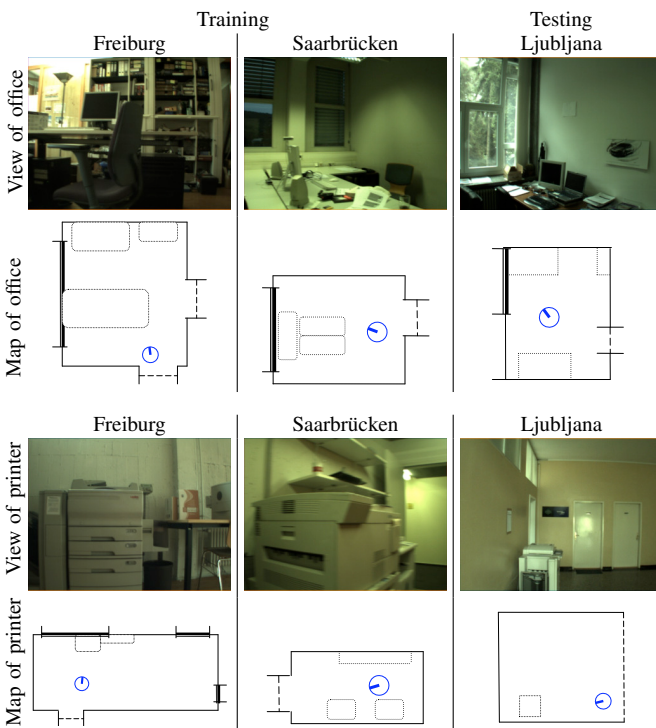 Training Testing
Freiburg Saarbrücken Ljubljana
View of office
Map of office
Freiburg Saarbrücken Ljubljana
View of printer
Map of printer